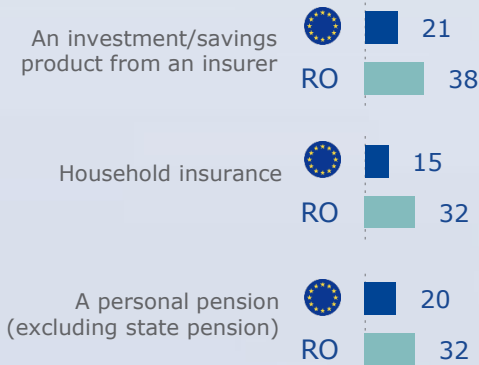 An investment/savings
product from an insurer
21
RO 38
Household insurance
15
RO 32
A personal pension
(excluding state pension)
20
RO 32